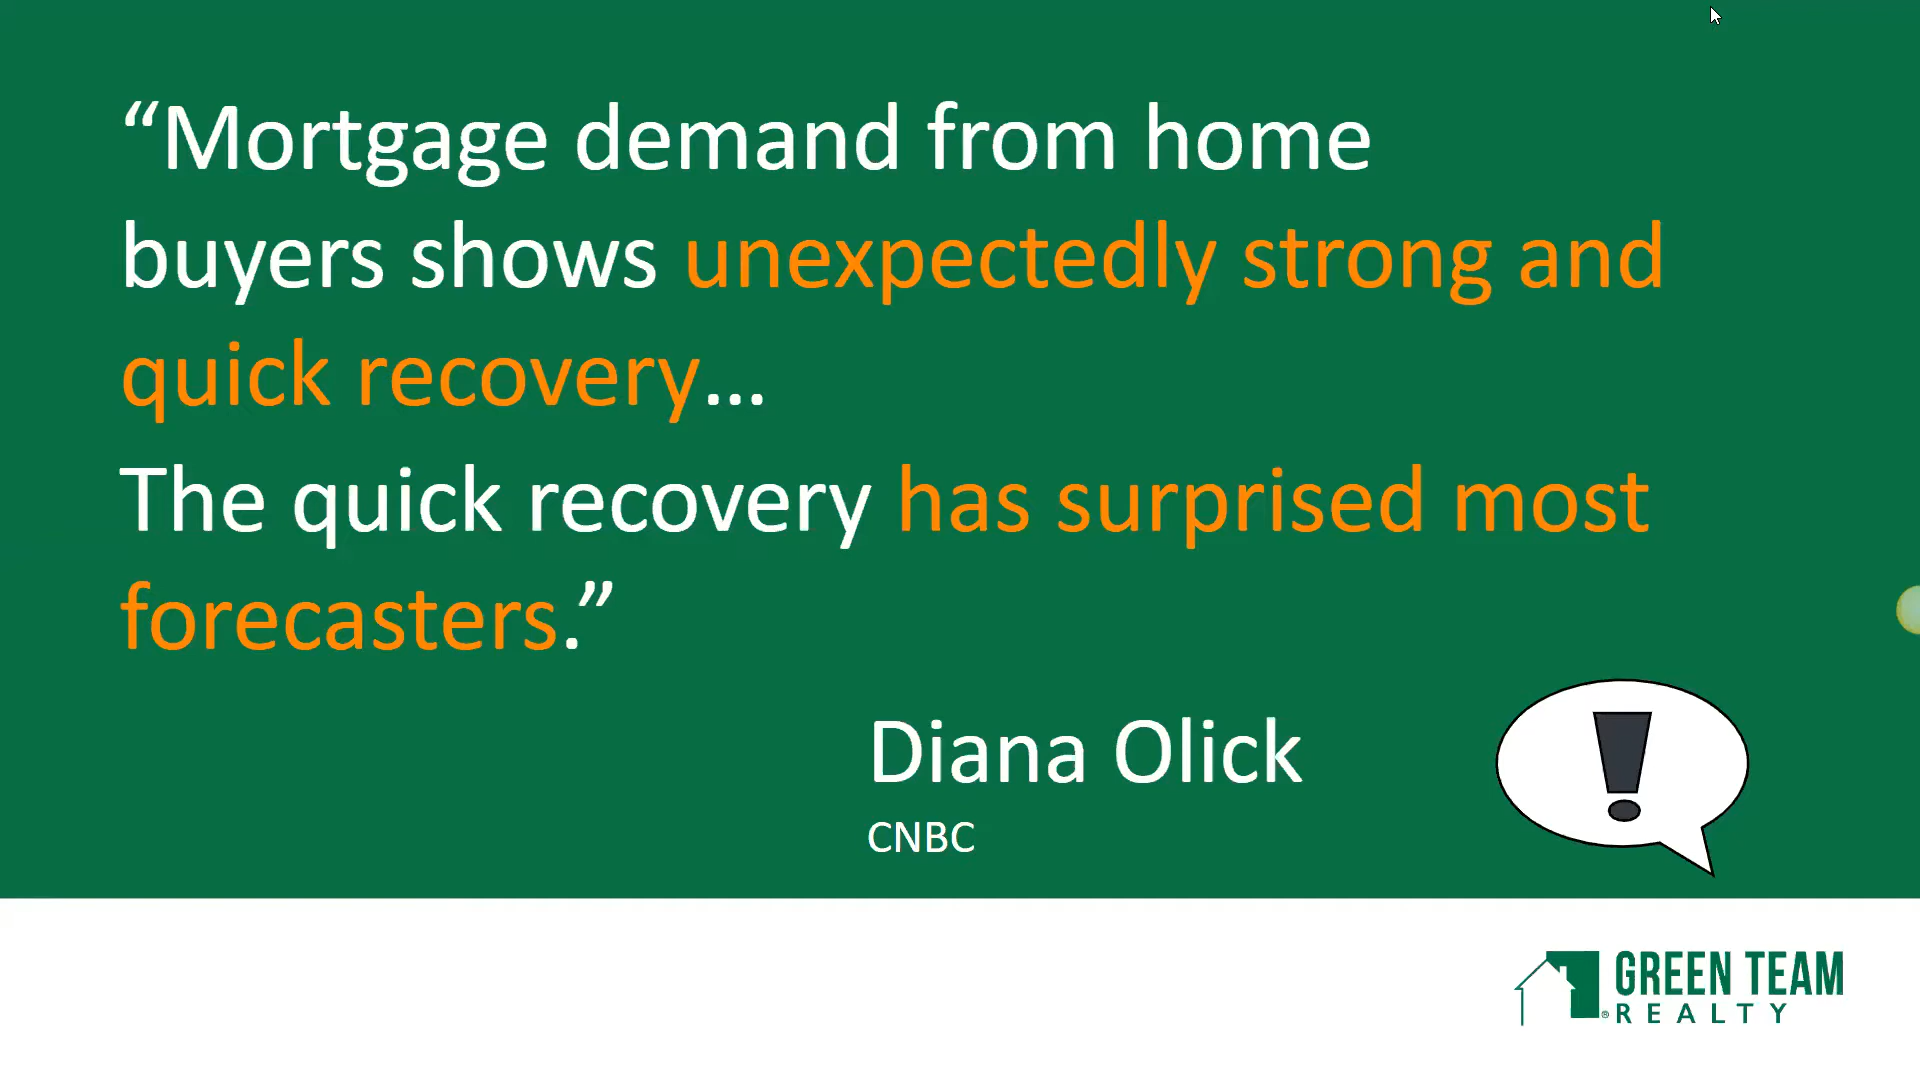 “Mortgage demand from home
buyers shows unexpectedly strong and
quick recovery...
The quick recovery has surprised most
forecasters.”
Diana Olick
CNBC
!
GREEN TEAM
® REALTY